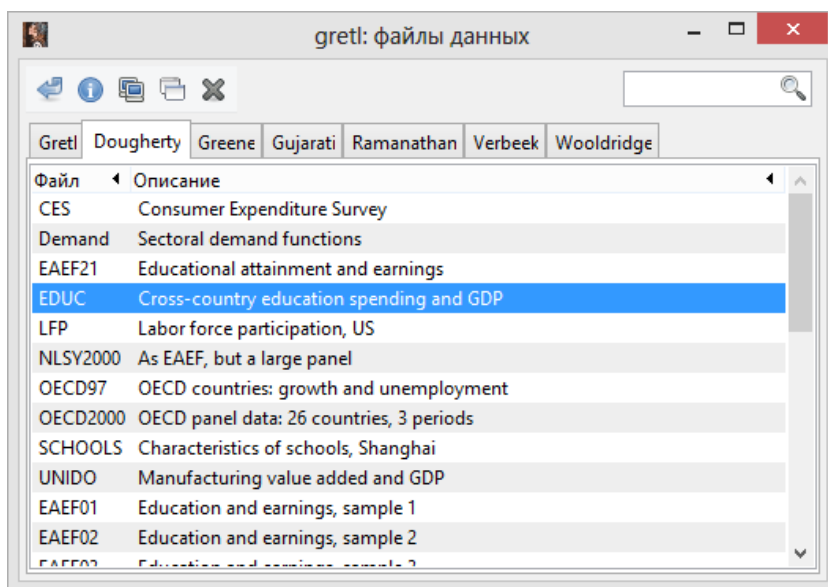 gretl: файлы данных
Gretl Dougherty Greene Gujarati Ramanathan Verbeek Wooldridge
Файл Описание
CES Consumer Expenditure Survey
Demand Sectoral demand functions
EAEF21 Educational attainment and earnings
EDUC Cross-country education spending and GDP
LFP Labor force participation, US
NLSY2000 As EAEF, but a large panel
OECD97 OECD countries: growth and unemployment
OECD2000 OECD panel data: 26 countries, 3 periods
SCHOOLS Characteristics of schools, Shanghai
UNIDO Manufacturing value added and GDP
EAEF01 Education and earnings, sample 1
EAEF02 Education and earnings, sample 2